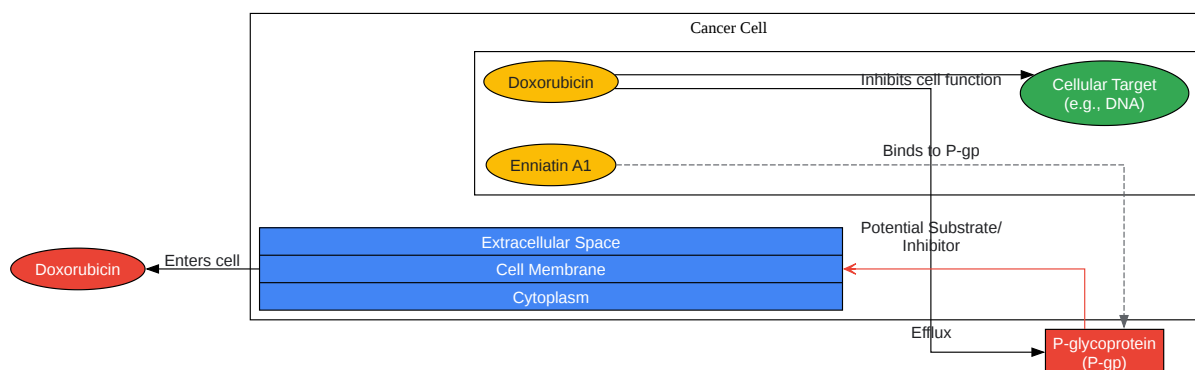 Cancer Cell
Doxorubicin
Inhibits cell function
Cellular Target
(e.g., DNA)
Enniatin A1
Binds to P-gp
Extracellular Space
Cell Membrane
Cytoplasm
Potential Substrate/
Inhibitor
Doxorubicin
Enters cell
Efflux
P-glycoprotein
(P-gp)